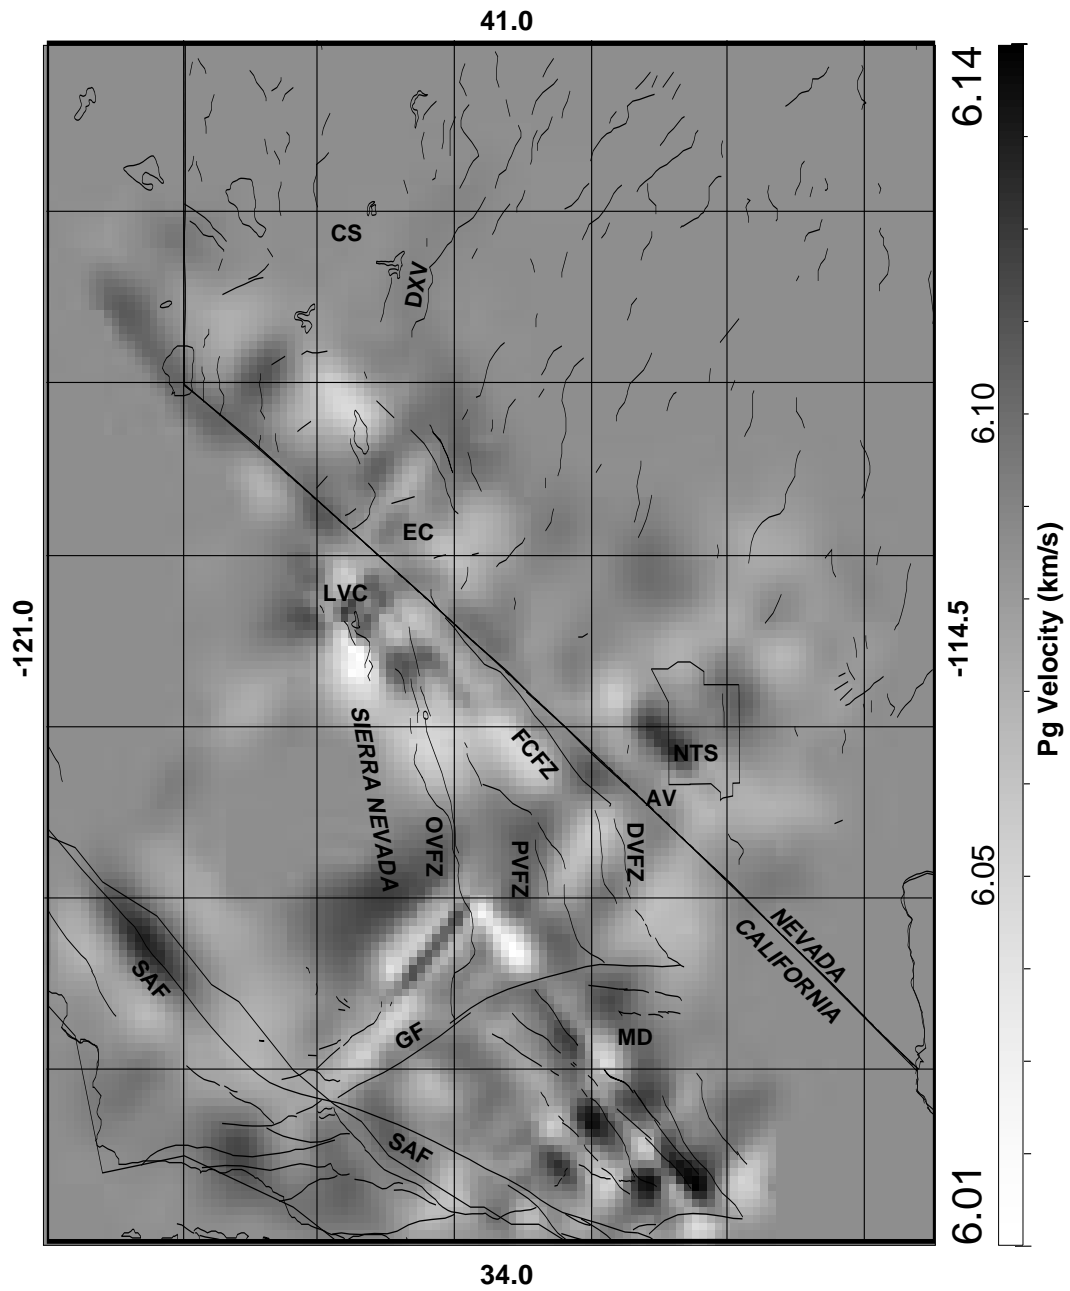 41.0
6.14
CS
DXV
6.10
EC
LVC
-121.0
-114.5
Pg Velocity (km/s)
SIERRA NEVADA
FCFZ
NTS
AV
OVFZ
PVFZ
DVFZ
6.05
NEVADA
CALIFORNIA
SAF
GF
MD
SAF
6.01
34.0